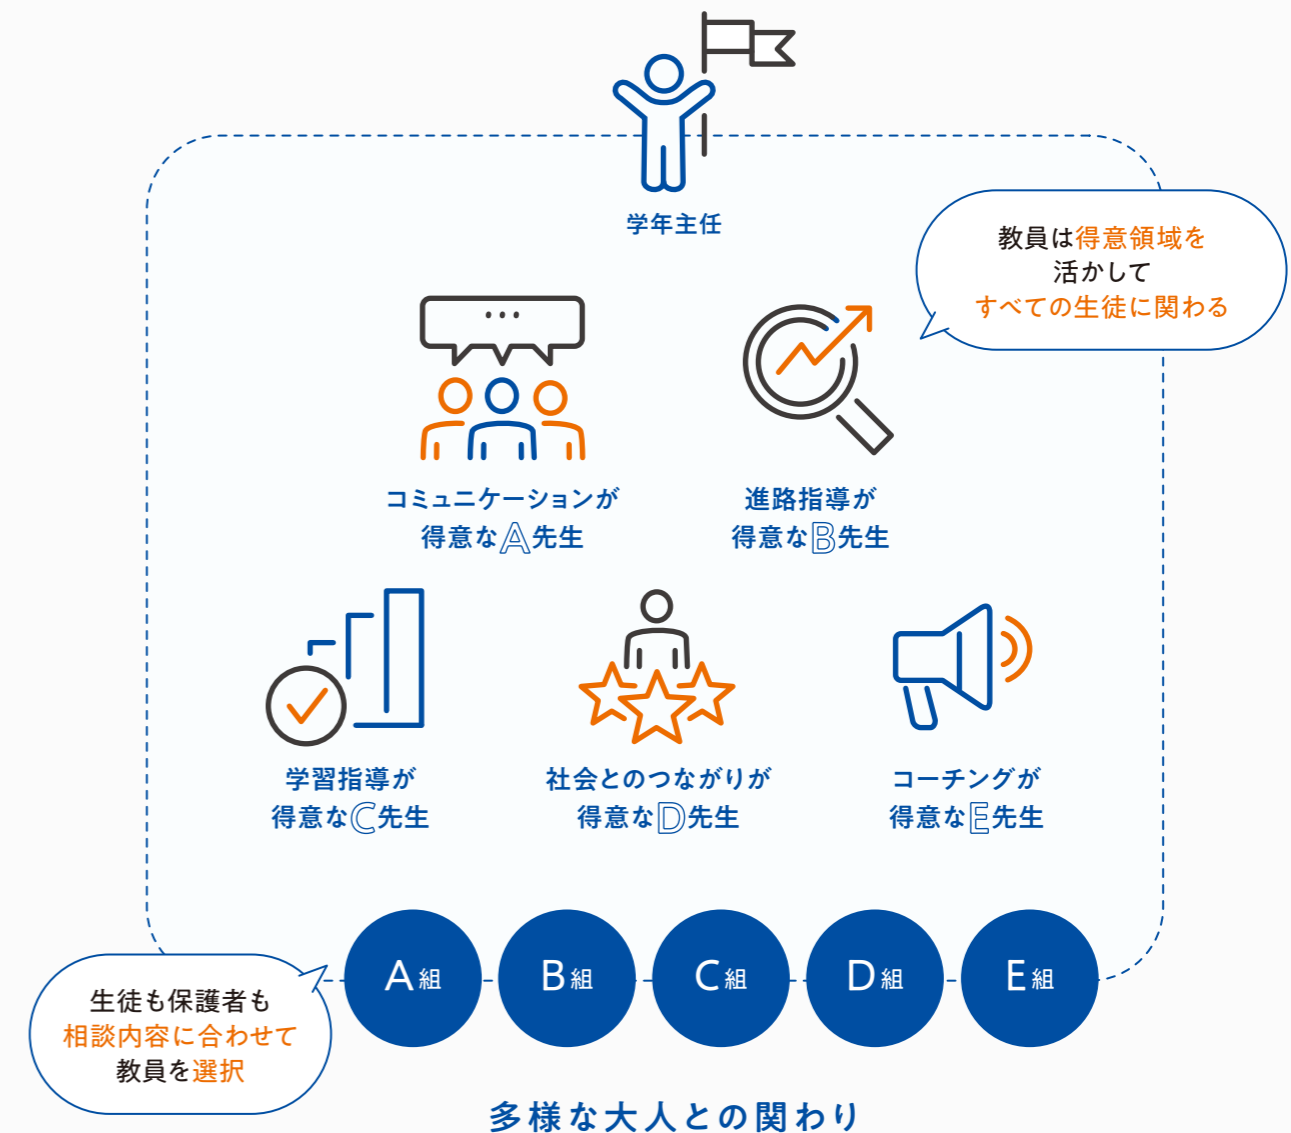 学年主任
教員は得意領域を
活かして
すべての生徒に関わる
...
コミュニケーションが
得意なA先生
進路指導が
得意なB先生
学習指導が
得意なC先生
社会とのつながりが
得意なD先生
コーチングが
得意なE先生
A組
B組
C組
D組
E組
生徒も保護者も
相談内容に合わせて
教員を選択
多様な大人との関わり